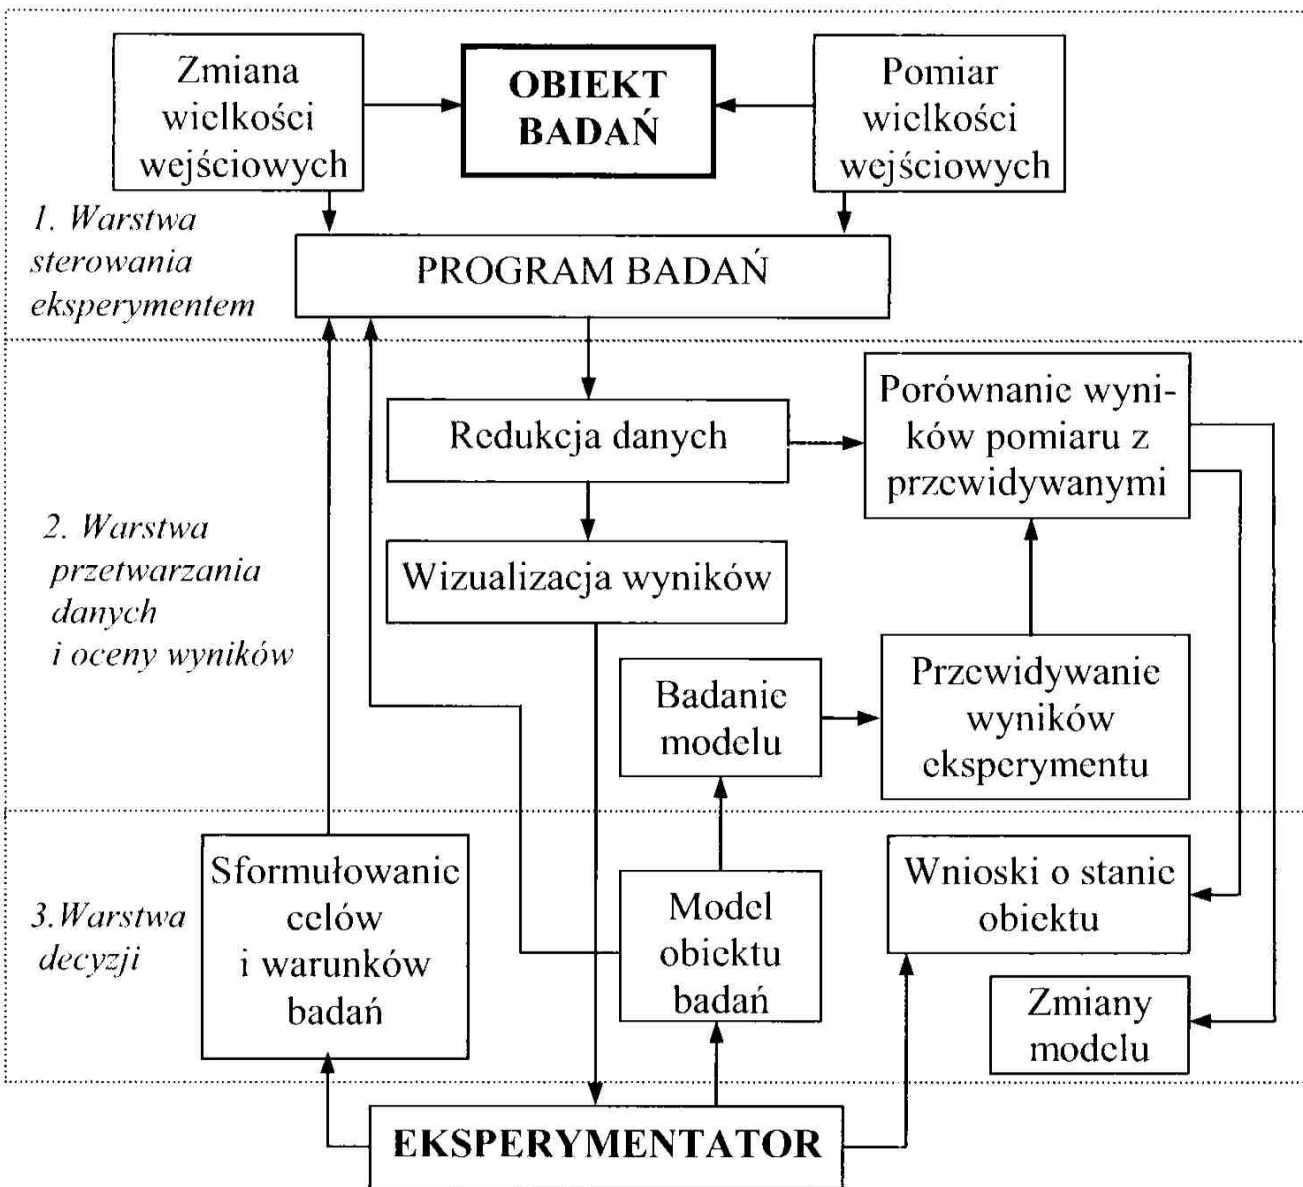 Zmiana
wielkości
wejściowych
OBIEKT
BADAŃ
Pomiar
wielkości
wejściowych
1. Warstwa
sterowania
eksperymentem
PROGRAM BADAŃ
Redukcja danych
Porównanie wyni-
ków pomiaru z
przewidywanymi
2. Warstwa
przetwarzania
danych
i oceny wyników
Wizualizacja wyników
Badanie
modelu
Przewidywanie
wyników
eksperymentu
3.Warstwa
decyzji
Sformułowanie
celów
i warunków
badań
Model
obiektu
badań
Wnioski o stanie
obiektu
Zmiany
modelu
EKSPERYMENTATOR